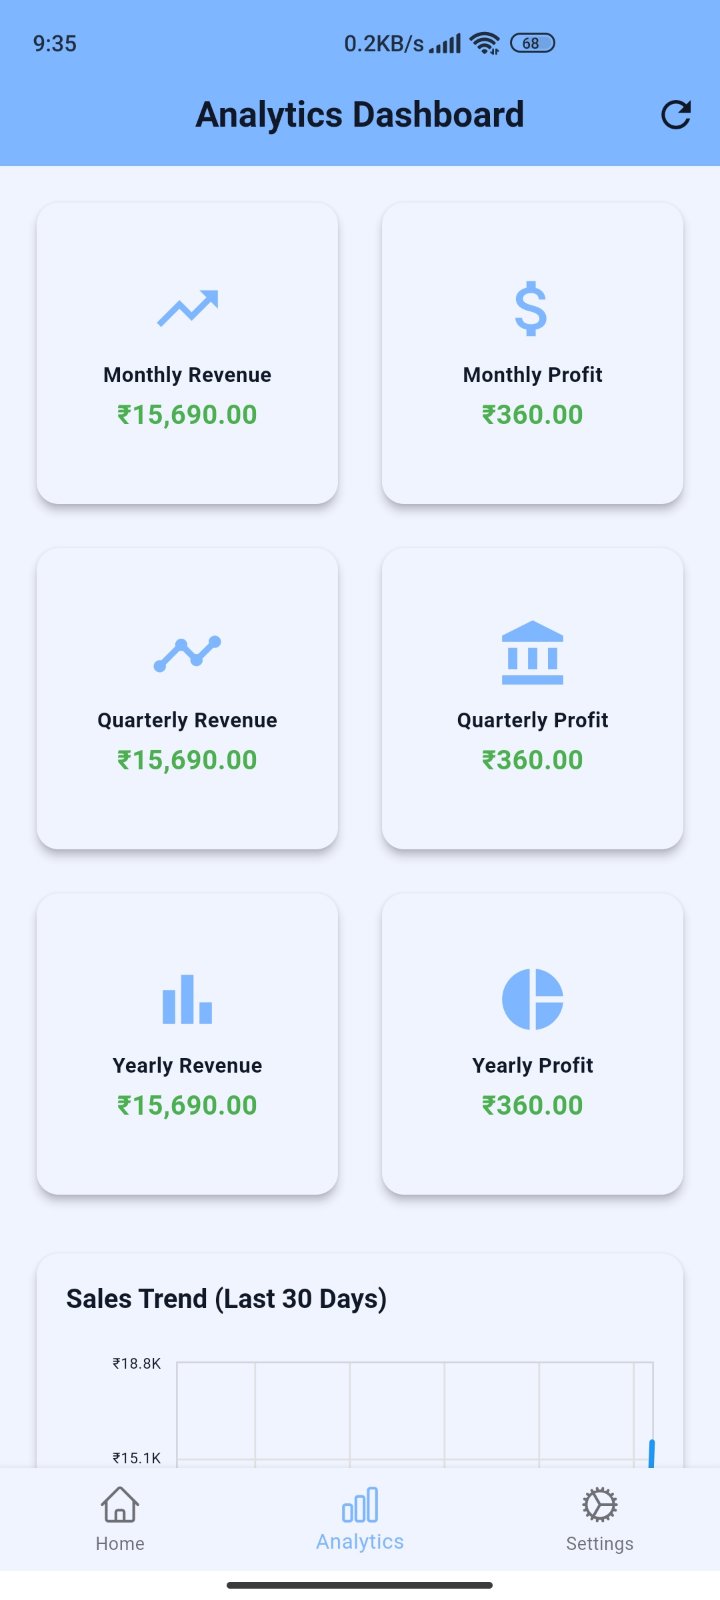 9:35 0.2KB/s 68
Analytics Dashboard
Monthly Revenue
₹15,690.00
Monthly Profit
₹360.00
Quarterly Revenue
₹15,690.00
Quarterly Profit
₹360.00
Yearly Revenue
₹15,690.00
Yearly Profit
₹360.00
Sales Trend (Last 30 Days)
₹18.8K
₹15.1K
Home
Analytics
Settings